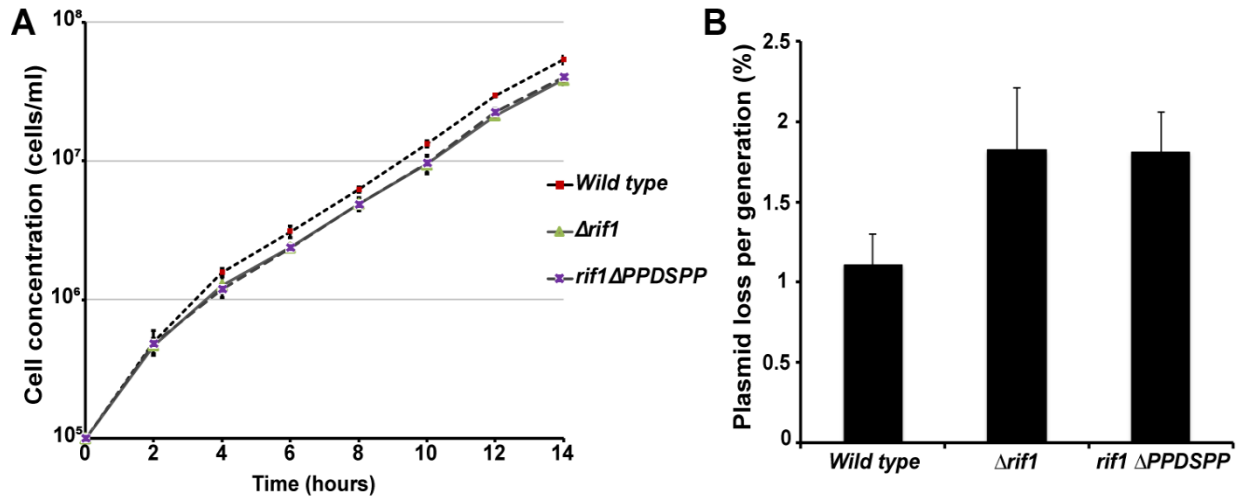 A
Cell concentration (cells/ml)
10⁸
10⁷
10⁶
10⁵
0 2 4 6 8 10 12 14
Time (hours)
Wild type
Δrif1
rif1ΔPPDSPP
B
Plasmid loss per generation (%)
2.5
2
1.5
1
0.5
0
Wild type Δrif1 rif1 ΔPPDSPP